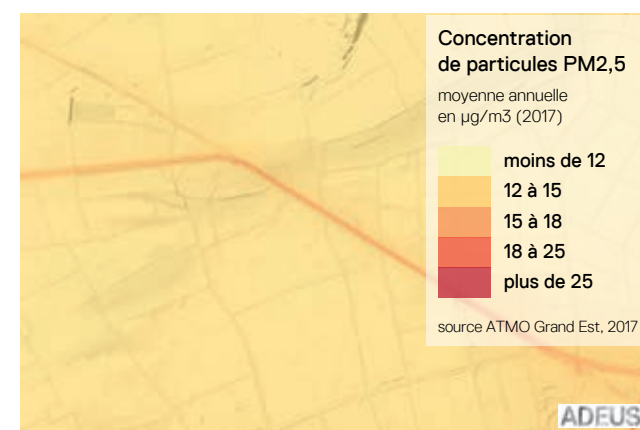 Concentration
de particules PM2,5
moyenne annuelle
en µg/m3 (2017)
moins de 12
12 à 15
15 à 18
18 à 25
plus de 25
source ATMO Grand Est, 2017
ADEUS